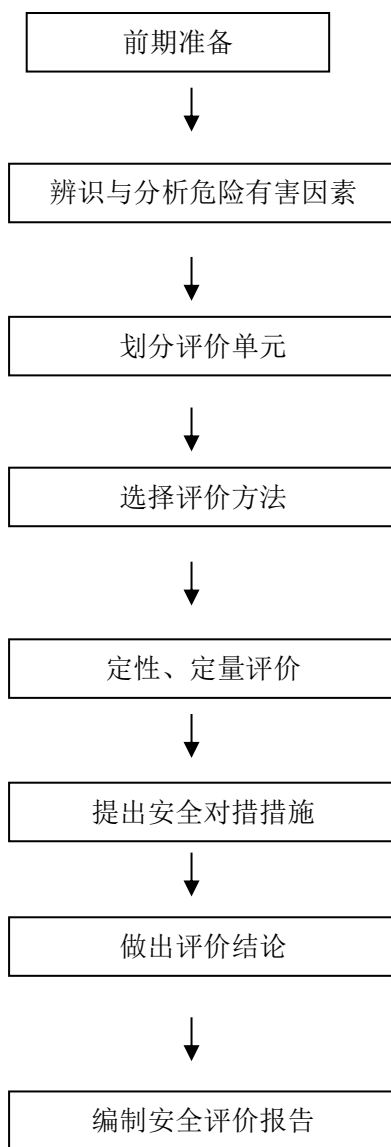 前期准备
辨识与分析危险有害因素
划分评价单元
选择评价方法
定性、定量评价
提出安全对措措施
做出评价结论
编制安全评价报告